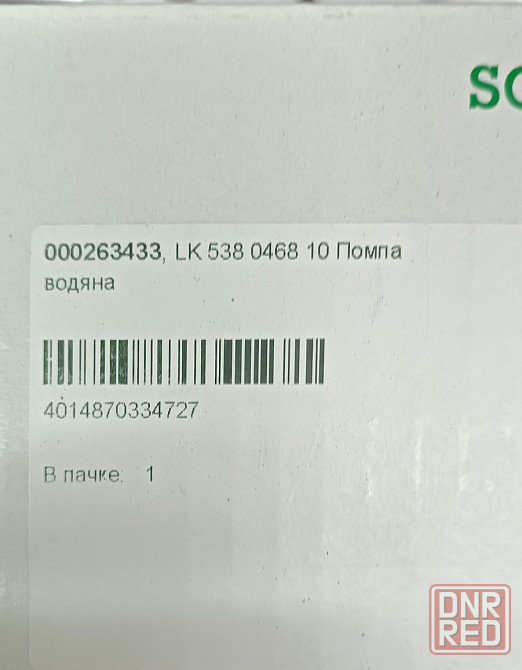 SC
000263433, LK 538 0468 10 Помпа
водяна
4014870334727
В пачке: 1
DNR
RED